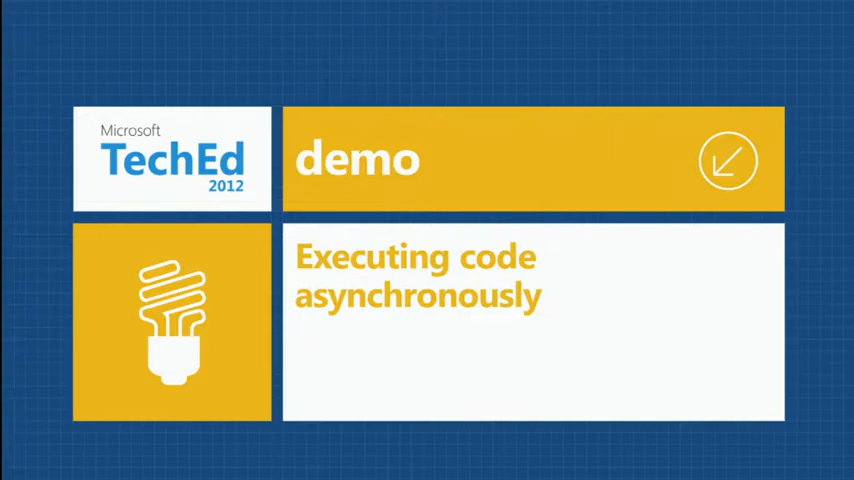 Microsoft
TechEd
2012
demo
Executing code
asynchronously